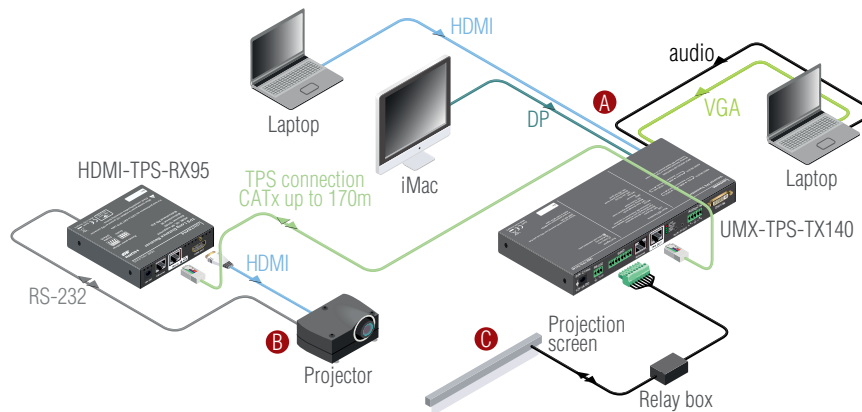 HDMI
audio
A
VGA
DP
Laptop
iMac
Laptop
HDMI-TPS-RX95
TPS connection
CATx up to 170m
UMX-TPS-TX140
HDMI
RS-232
B
Projector
C
Projection
screen
Relay box